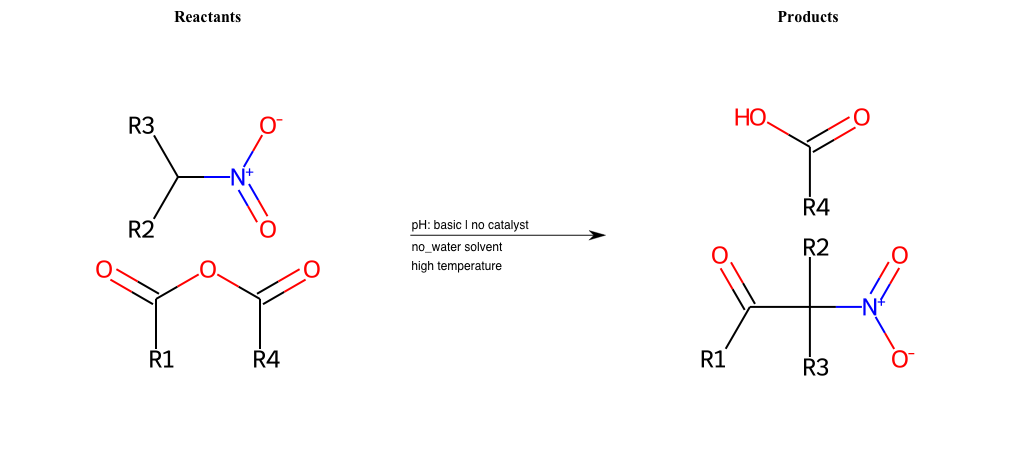 Reactants
Products
R3
O-
N+
R2
O
O
O
O
R1
R4
pH: basic | no catalyst
no_water solvent
high temperature
HO
O
R4
R2
O
O
N+
R1
R3
O-